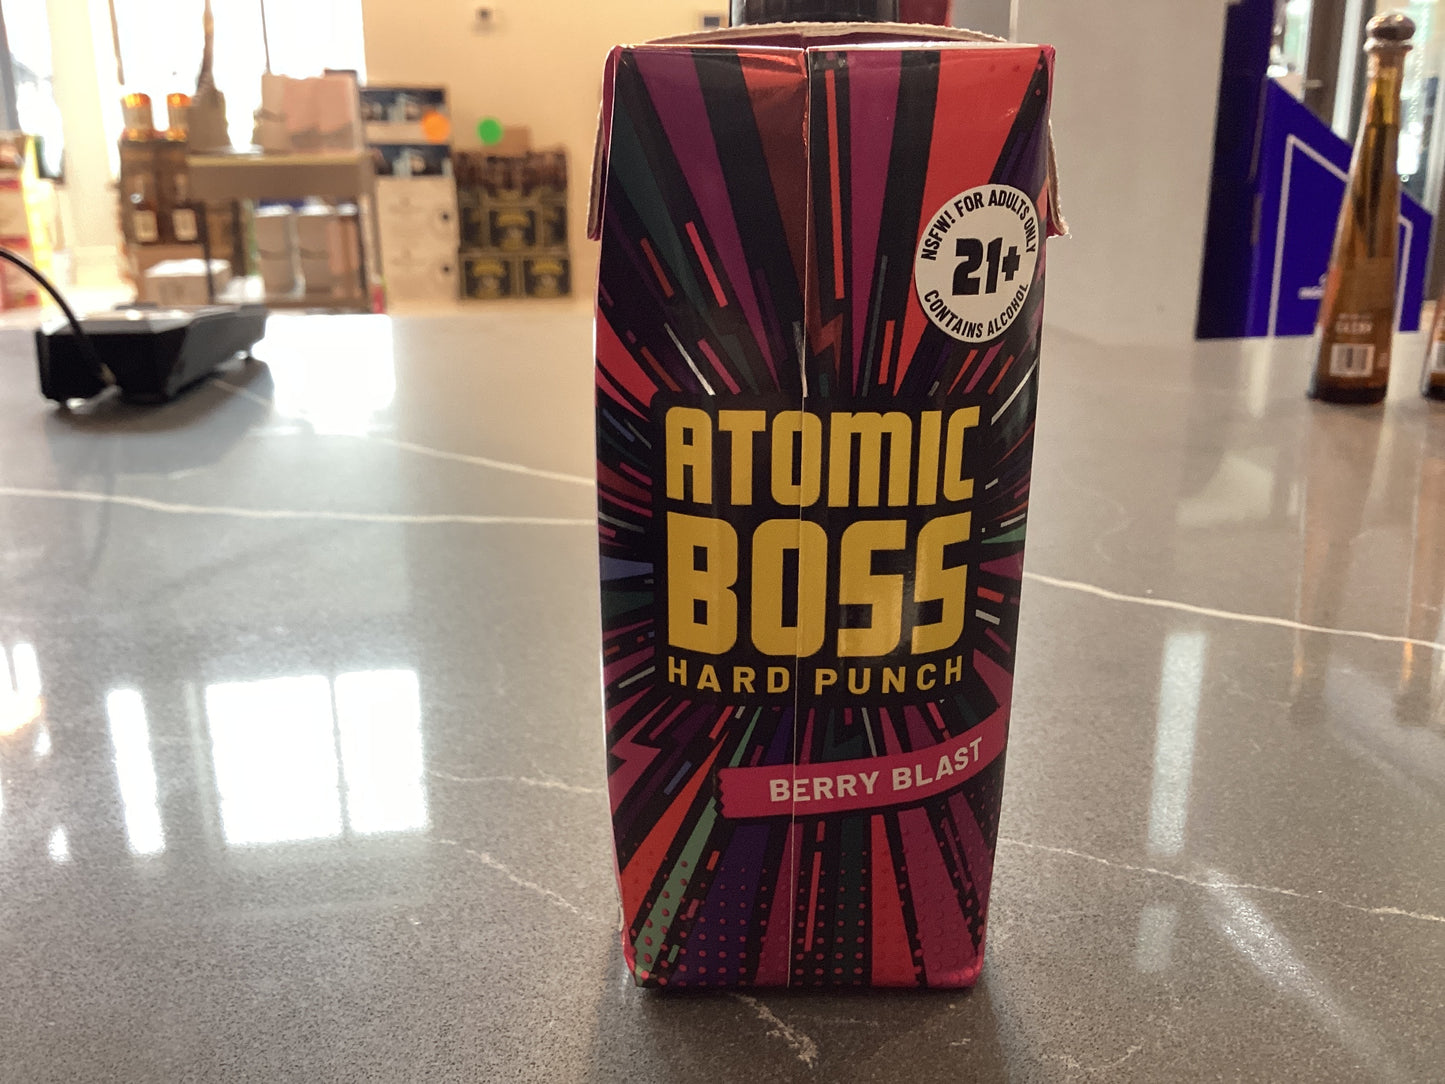 NSFW! FOR ADULTS ONLY
21+
CONTAINS ALCOHOL
ATOMIC
BOSS
HARD PUNCH
BERRY BLAST